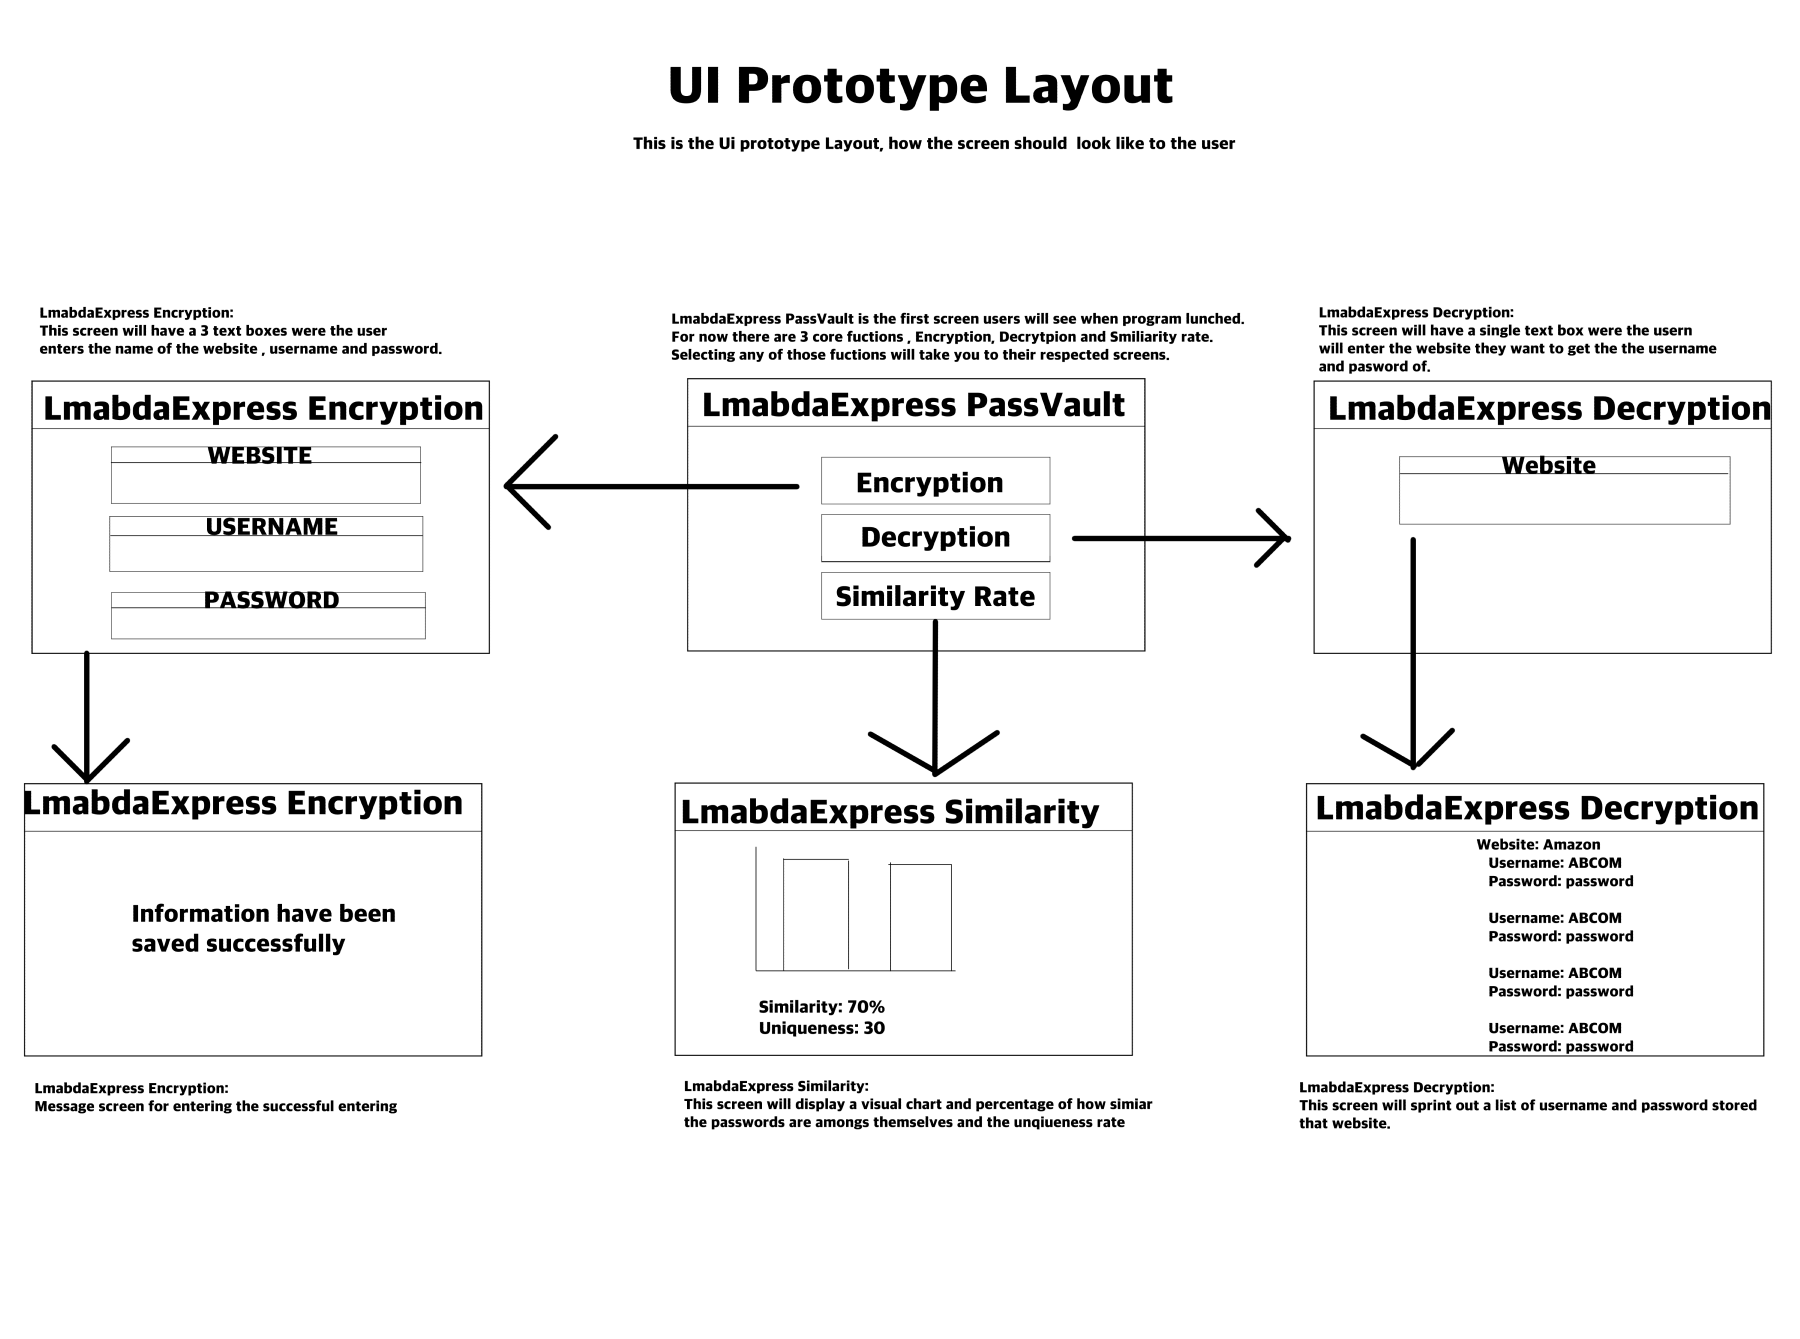 UI Prototype Layout
This is the Ui prototype Layout, how the screen should look like to the user
LmabdaExpress Encryption:
This screen will have a 3 text boxes were the user
enters the name of the website , username and password.
LmabdaExpress Encryption
WEBSITE
USERNAME
PASSWORD
LmabdaExpress PassVault is the first screen users will see when program lunched.
For now there are 3 core fuctions , Encryption, Decrytpion and Smiliarity rate.
Selecting any of those fuctions will take you to their respected screens.
LmabdaExpress PassVault
Encryption
Decryption
Similarity Rate
LmabdaExpress Decryption:
This screen will have a single text box were the usern
will enter the website they want to get the the username
and pasword of.
LmabdaExpress Decryption
Website
LmabdaExpress Encryption
Information have been
saved successfully
LmabdaExpress Encryption:
Message screen for entering the successful entering
LmabdaExpress Similarity
Similarity: 70%
Uniqueness: 30
LmabdaExpress Similarity:
This screen will display a visual chart and percentage of how simiar
the passwords are amongs themselves and the unqiueness rate
LmabdaExpress Decryption
Website: Amazon
Username: ABCOM
Password: password
Username: ABCOM
Password: password
Username: ABCOM
Password: password
Username: ABCOM
Password: password
LmabdaExpress Decryption:
This screen will sprint out a list of username and password stored
that website.